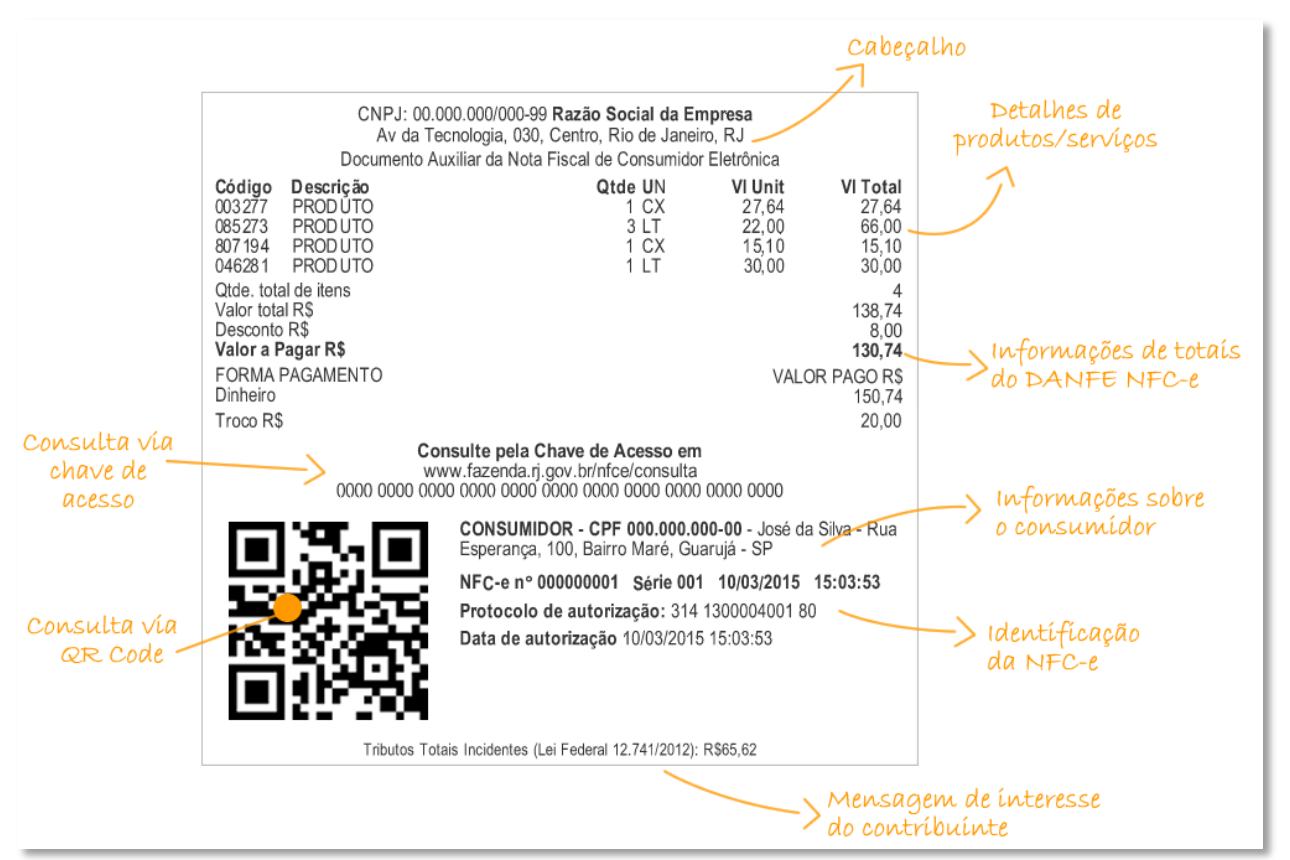 Cabeçalho
CNPJ: 00.000.000/000-99 Razão Social da Empresa
Av da Tecnologia, 030, Centro, Rio de Janeiro, RJ
Documento Auxiliar da Nota Fiscal de Consumidor Eletrônica
Detalhes de
produtos/serviços
Código Descrição Qtde UN Vl Unit Vl Total
003277 PRODUTO 1 CX 27,64 27,64
085273 PRODUTO 3 LT 22,00 66,00
807194 PRODUTO 1 CX 15,10 15,10
046281 PRODUTO 1 LT 30,00 30,00
Qtde. total de itens 4
Valor total R$ 138,74
Desconto R$ 8,00
Valor a Pagar R$ 130,74
Informações de totais
do DANFE NFC-e
FORMA PAGAMENTO VALOR PAGO R$
Dinheiro 150,74
Troco R$ 20,00
Consulta via
chave de
acesso
Consulte pela Chave de Acesso em
www.fazenda.rj.gov.br/nfce/consulta
0000 0000 0000 0000 0000 0000 0000 0000 0000 0000 0000
Informações sobre
o consumidor
CONSUMIDOR - CPF 000.000.000-00 - José da Silva - Rua
Esperança, 100, Bairro Maré, Guarujá - SP
NFC-e nº 000000001 Série 001 10/03/2015 15:03:53
Protocolo de autorização: 314 1300004001 80
Data de autorização 10/03/2015 15:03:53
Consulta via
QR Code
Identificação
da NFC-e
Tributos Totais Incidentes (Lei Federal 12.741/2012): R$65,62
Mensagem de interesse
do contribuinte